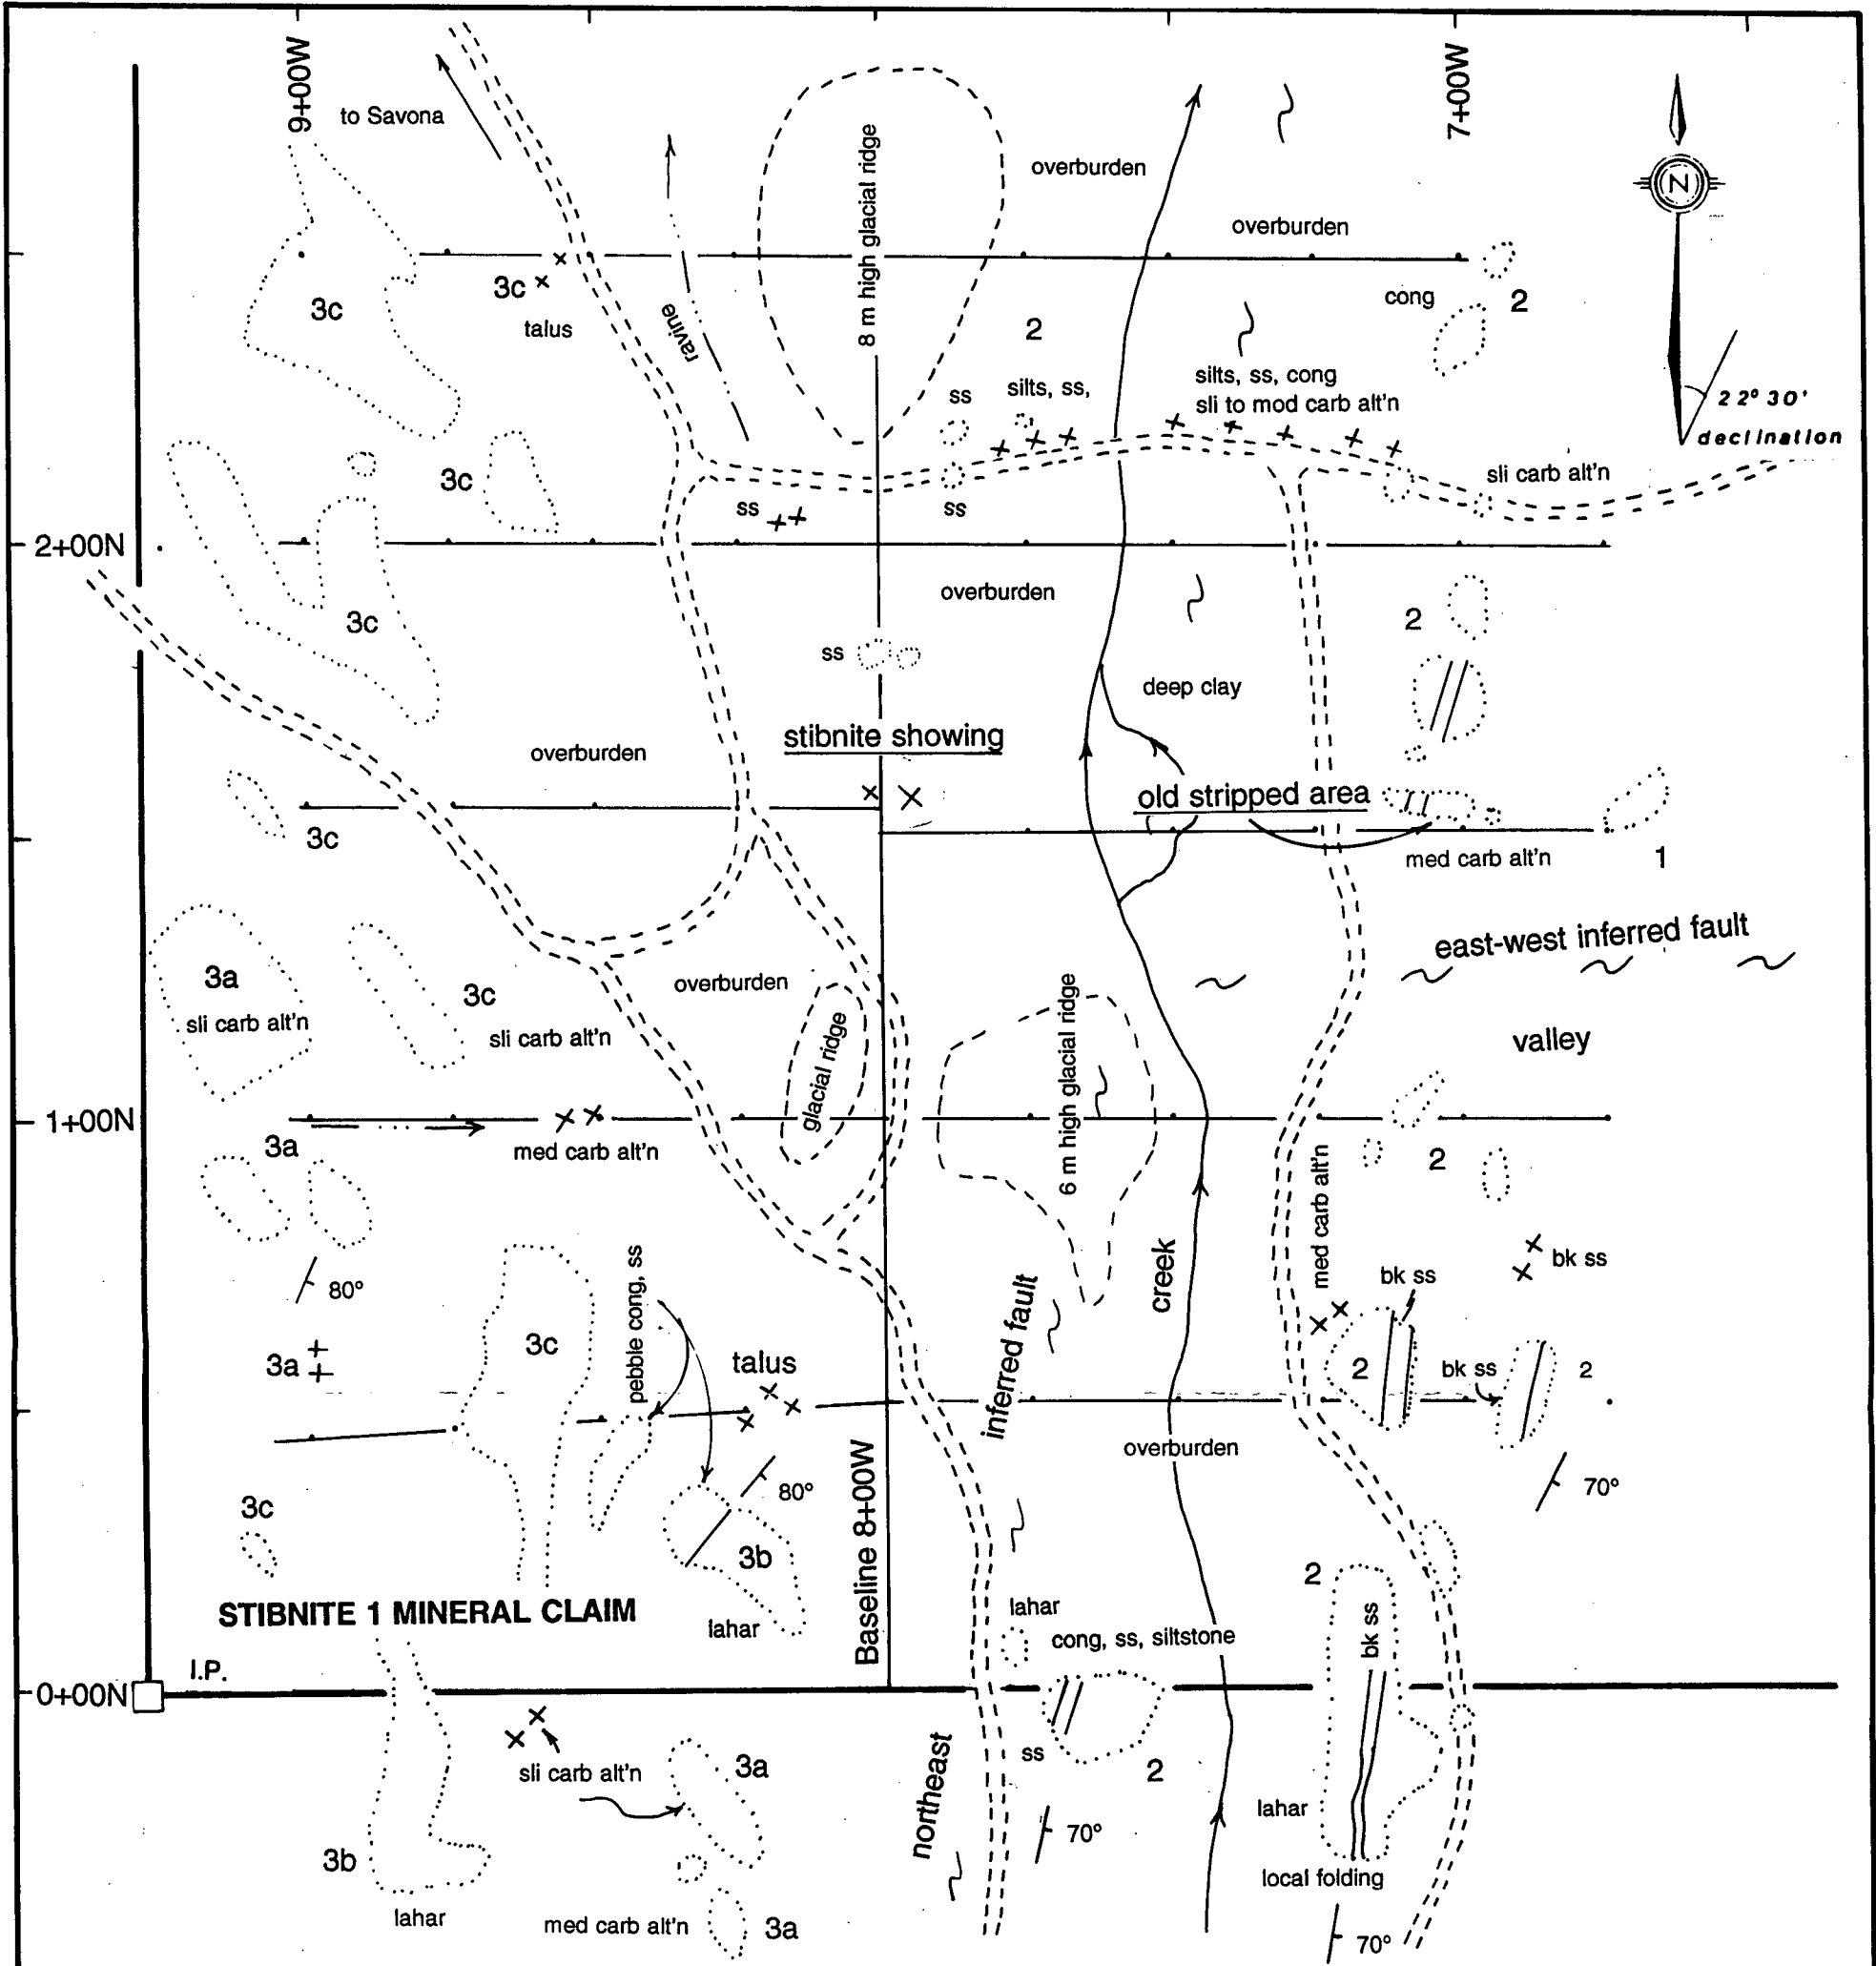 9+00W
7+00W
to Savona
8 m high glacial ridge
overburden
overburden
N
3c
3c
talus
ravine
cong
2
2
silts, ss, cong
sli to mod carb alt'n
ss
silts, ss,
22° 30'
declination
3c
sli carb alt'n
ss
ss
2+00N
overburden
3c
2
ss
deep clay
stibnite showing
overburden
old stripped area
3c
med carb alt'n
1
east-west inferred fault
3a
sli carb alt'n
3c
sli carb alt'n
overburden
glacial ridge
6 m high glacial ridge
valley
1+00N
3a
med carb alt'n
med carb alt'n
2
80°
pebble cong, ss
creek
bk ss
bk ss
3c
3a
talus
inferred fault
2
bk ss
2
overburden
80°
Baseline 8+00W
70°
3c
3b
2
STIBNITE 1 MINERAL CLAIM
lahar
lahar
cong, ss, siltstone
bk ss
I.P.
0+00N
sli carb alt'n
3a
northeast
ss
2
70°
lahar
3b
lahar
med carb alt'n
3a
local folding
70°